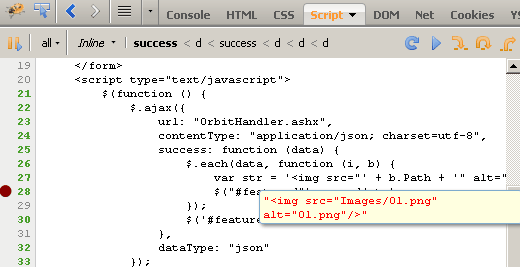 Console HTML CSS Script DOM Net Cookies
all Inline success < d < success < d < d < d
19 </form>
20 <script type="text/javascript">
21 $(function () {
22 $.ajax({
23 url: "OrbitHandler.ashx",
24 contentType: "application/json; charset=utf-8",
25 success: function (data) {
26 $.each(data, function (i, b) {
27 var str = '<img src="' + b.Path + '" alt="
28 $("#featured"
"<img src="Images/01.png"
alt="01.png"/>"
29 });
30 $('#feature
31 },
32 dataType: "json"
33 });